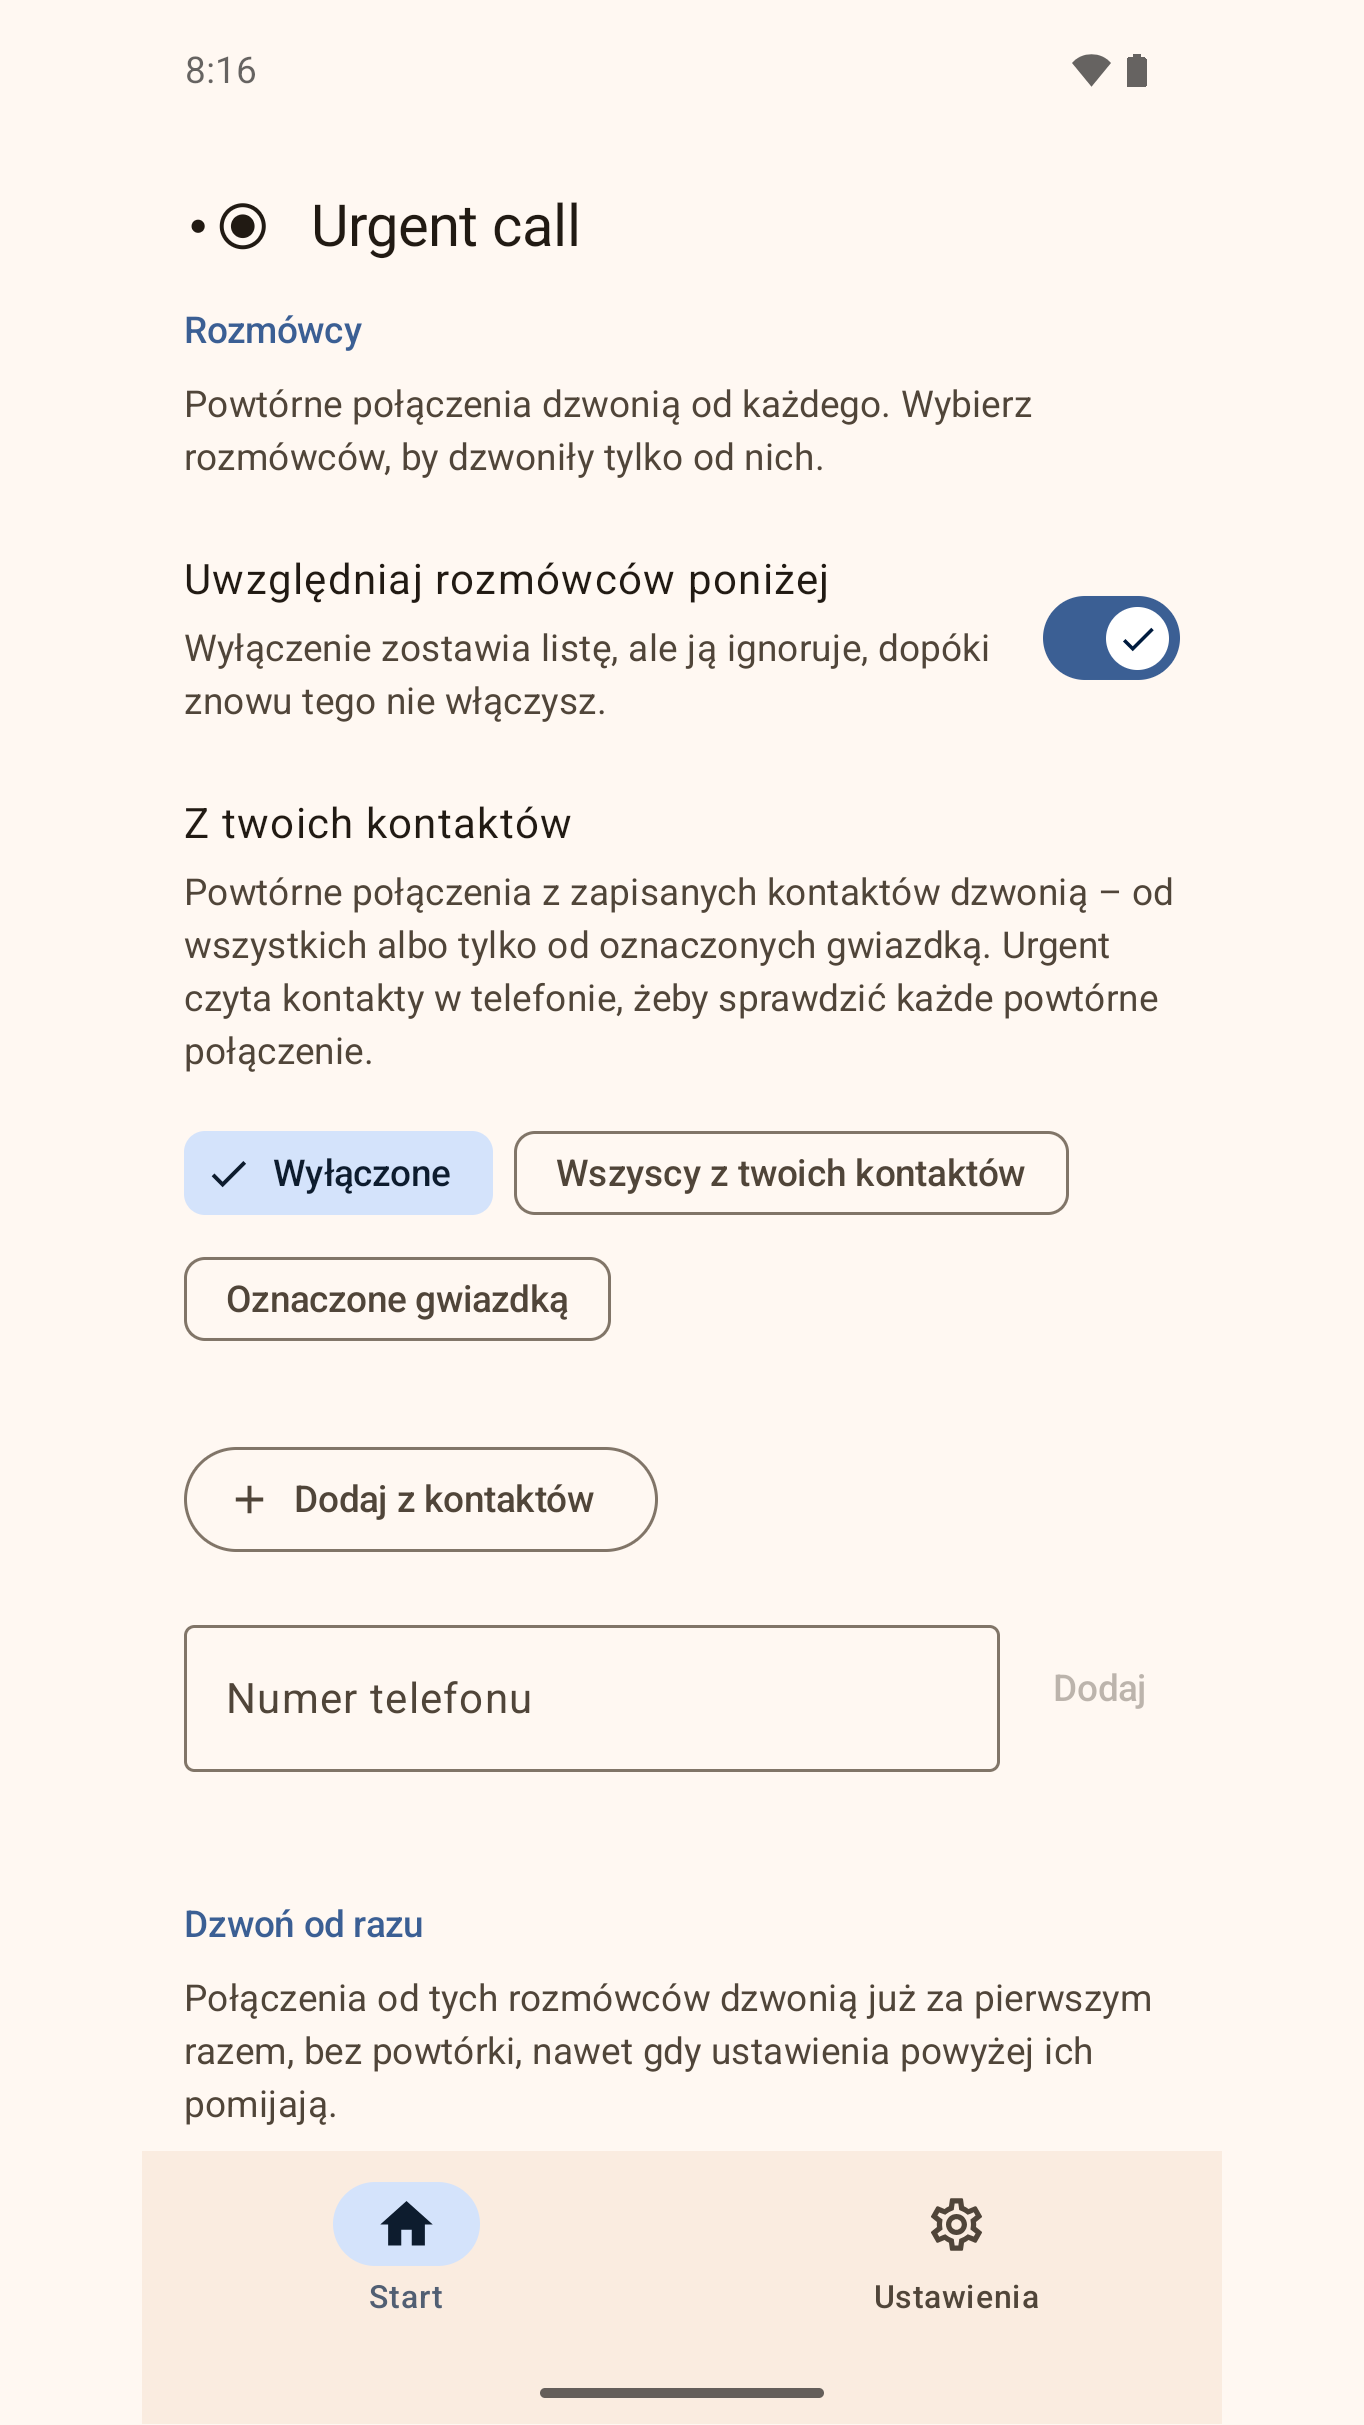 8:16
Urgent call
Rozmówcy
Powtórne połączenia dzwonią od każdego. Wybierz
rozmówców, by dzwoniły tylko od nich.
Uwzględniaj rozmówców poniżej
Wyłączenie zostawia listę, ale ją ignoruje, dopóki
znowu tego nie włączysz.
Z twoich kontaktów
Powtórne połączenia z zapisanych kontaktów dzwonią – od
wszystkich albo tylko od oznaczonych gwiazdką. Urgent
czyta kontakty w telefonie, żeby sprawdzić każde powtórne
połączenie.
Wyłączone
Wszyscy z twoich kontaktów
Oznaczone gwiazdką
Dodaj z kontaktów
Numer telefonu
Dodaj
Dzwoń od razu
Połączenia od tych rozmówców dzwonią już za pierwszym
razem, bez powtórki, nawet gdy ustawienia powyżej ich
pomijają.
Start
Ustawienia